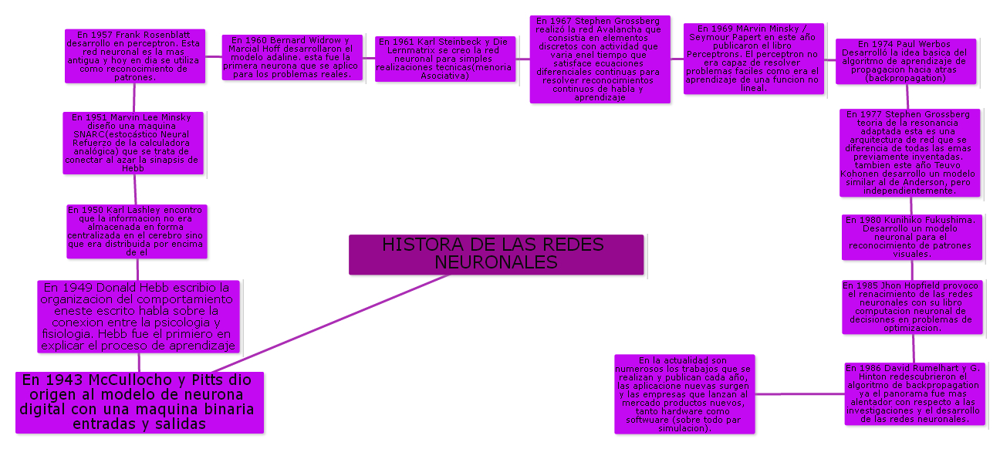 HISTORA DE LAS REDES
NEURONALES
En 1943 McCullocho y Pitts dio
origen al modelo de neurona
digital con una maquina binaria
entradas y salidas
En 1949 Donald Hebb escribio la
organizacion del comportamiento
eneste escrito habla sobre la
conexion entre la psicologia y
fisiologia. Hebb fue el primiero en
explicar el proceso de aprendizaje
En 1950 Karl Lashley encontro
que la informacion no era
almacenada en forma
centralizada en el cerebro sino
que era distribuida por encima
de el
En 1951 Marvin Lee Minsky
diseño una maquina
SNARC(estocástico Neural
Refuerzo de la calculadora
analógica) que se trata de
conectar al azar la sinapsis de
Hebb
En 1957 Frank Rosenblatt
desarrollo en perceptron. Esta
red neuronal es la mas
antigua y hoy en dia se utiliza
como reconocimiento de
patrones.
En 1960 Bernard Widrow y
Marcial Hoff desarrollaron el
modelo adaline. esta fue la
primera neurona que se aplico
para los problemas reales.
En 1961 Karl Steinbeck y Die
Lernmatrix se creo la red
neuronal para simples
realizaciones tecnicas(menoria
Asociativa)
En 1967 Stephen Grossberg
realizó la red Avalancha que
consistia en elementos
discretos con actividad que
varia enel tiempo que
satisface ecuaciones
diferenciales continuas para
resolver reconocimientos
continuos de habla y
aprendizaje
En 1969 MArvin Minsky /
Seymour Papert en este año
publicaron el libro
Perceptrons. El perceptron no
era capaz de resolver
problemas faciles como era el
aprendizaje de una funcion no
lineal.
En 1974 Paul Werbos
Desarrolló la idea basica del
algoritmo de aprendizaje de
propagacion hacia atras
(backpropagation)
En 1977 Stephen Grossberg
teoria de la resonancia
adaptada esta es una
arquitectura de red que se
diferencia de todas las emas
previamente inventadas.
tambien este año Teuvo
Kohonen desarrollo un modelo
similar al de Anderson, pero
independientemente.
En 1980 Kunihiko Fukushima.
Desarrollo un modelo
neuronal para el
reconocimiento de patrones
visuales.
En 1985 Jhon Hopfield provoco
el renacimiento de las redes
neuronales con su libro
computacion neuronal de
decisiones en problemas de
optimizacion.
En 1986 David Rumelhart y G.
Hinton redescubrieron el
algoritmo de backpropagation
ya el panorama fue mas
alentador con respecto a las
investigaciones y el desarrollo
de las redes neuronales.
En la actualidad son
numerosos los trabajos que se
realizan y publican cada año,
las aplicacione nuevas surgen
y las empresas que lanzan al
mercado productos nuevos,
tanto hardware como
softwuare (sobre todo par
simulacion).